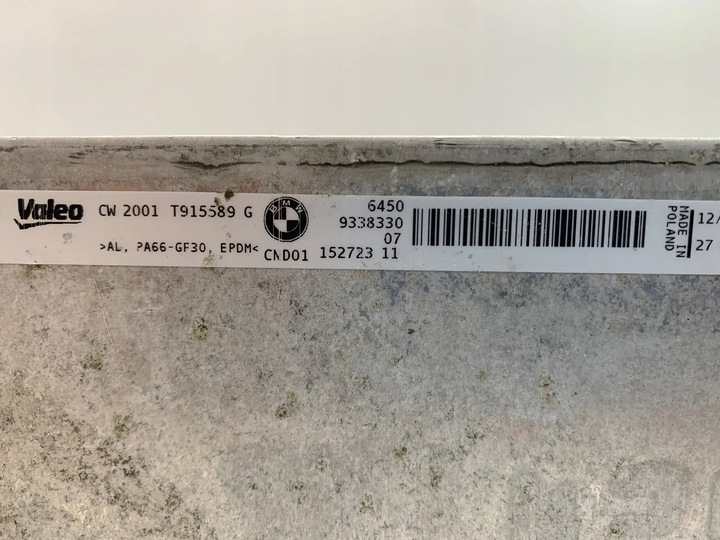 Valeo
CW 2001 T915589 G
>AL, PA66-GF30, EPDM<
BMW
CND01
6450
9338330
07
152723 11
MADE IN
POLAND
12/
27